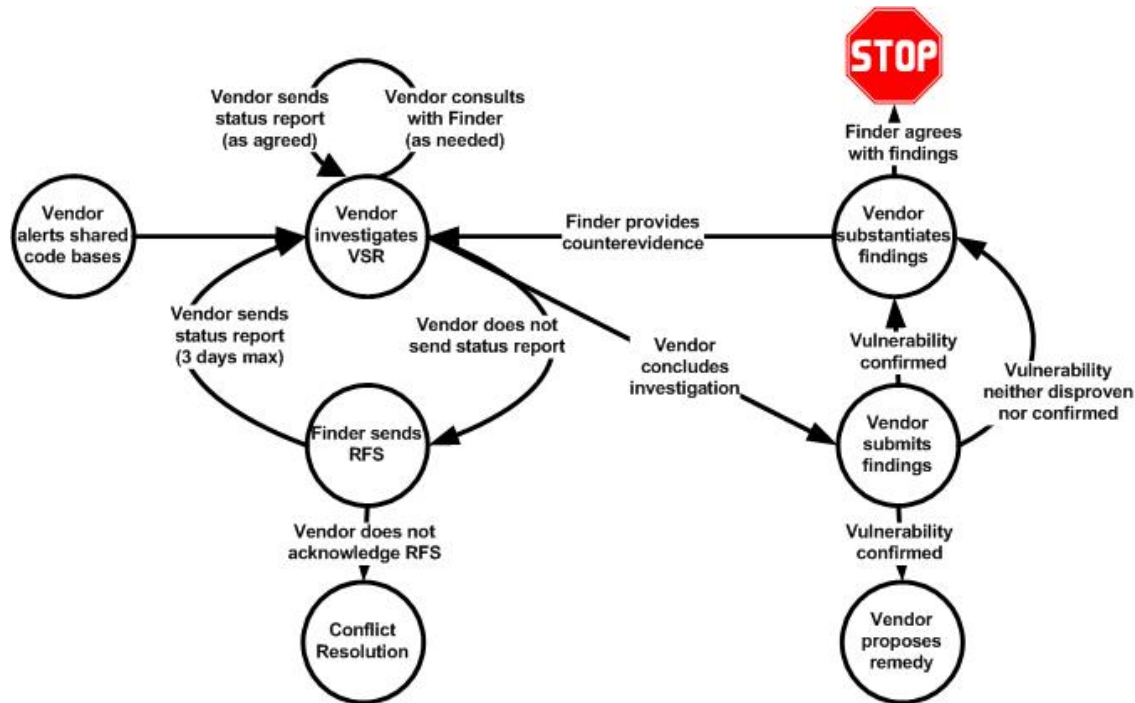 STOP
Vendor sends
status report
(as agreed)
Vendor consults
with Finder
(as needed)
Finder agrees
with findings
Vendor
alerts shared
code bases
Vendor
investigates
VSR
Finder provides
counterevidence
Vendor
substantiates
findings
Vendor sends
status report
(3 days max)
Vendor does not
send status report
Vendor
concludes
investigation
Vulnerability
confirmed
Vulnerability
neither disproven
nor confirmed
Finder sends
RFS
Vendor
submits
findings
Vendor does not
acknowledge RFS
Vulnerability
confirmed
Conflict
Resolution
Vendor
proposes
remedy